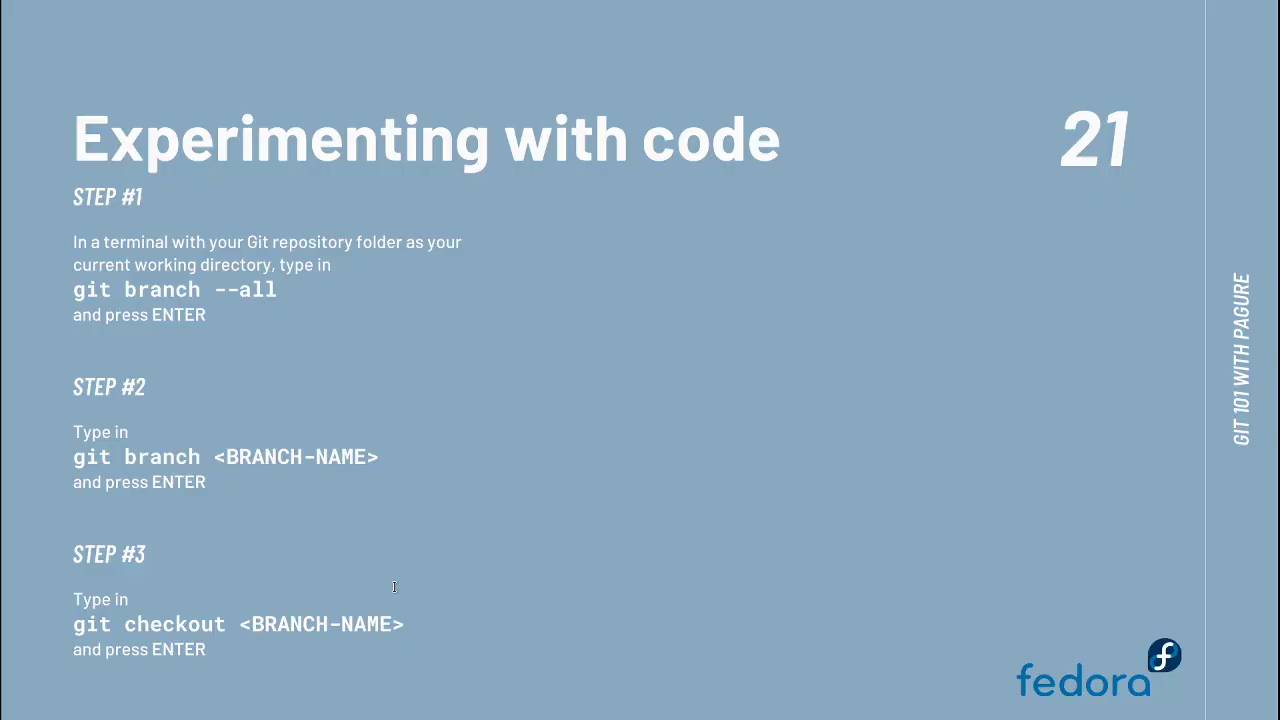 Experimenting with code
21
STEP #1
In a terminal with your Git repository folder as your
current working directory, type in
git branch --all
and press ENTER
STEP #2
Type in
git branch <BRANCH-NAME>
and press ENTER
STEP #3
Type in
git checkout <BRANCH-NAME>
and press ENTER
GIT 101 WITH PAGURE
fedora